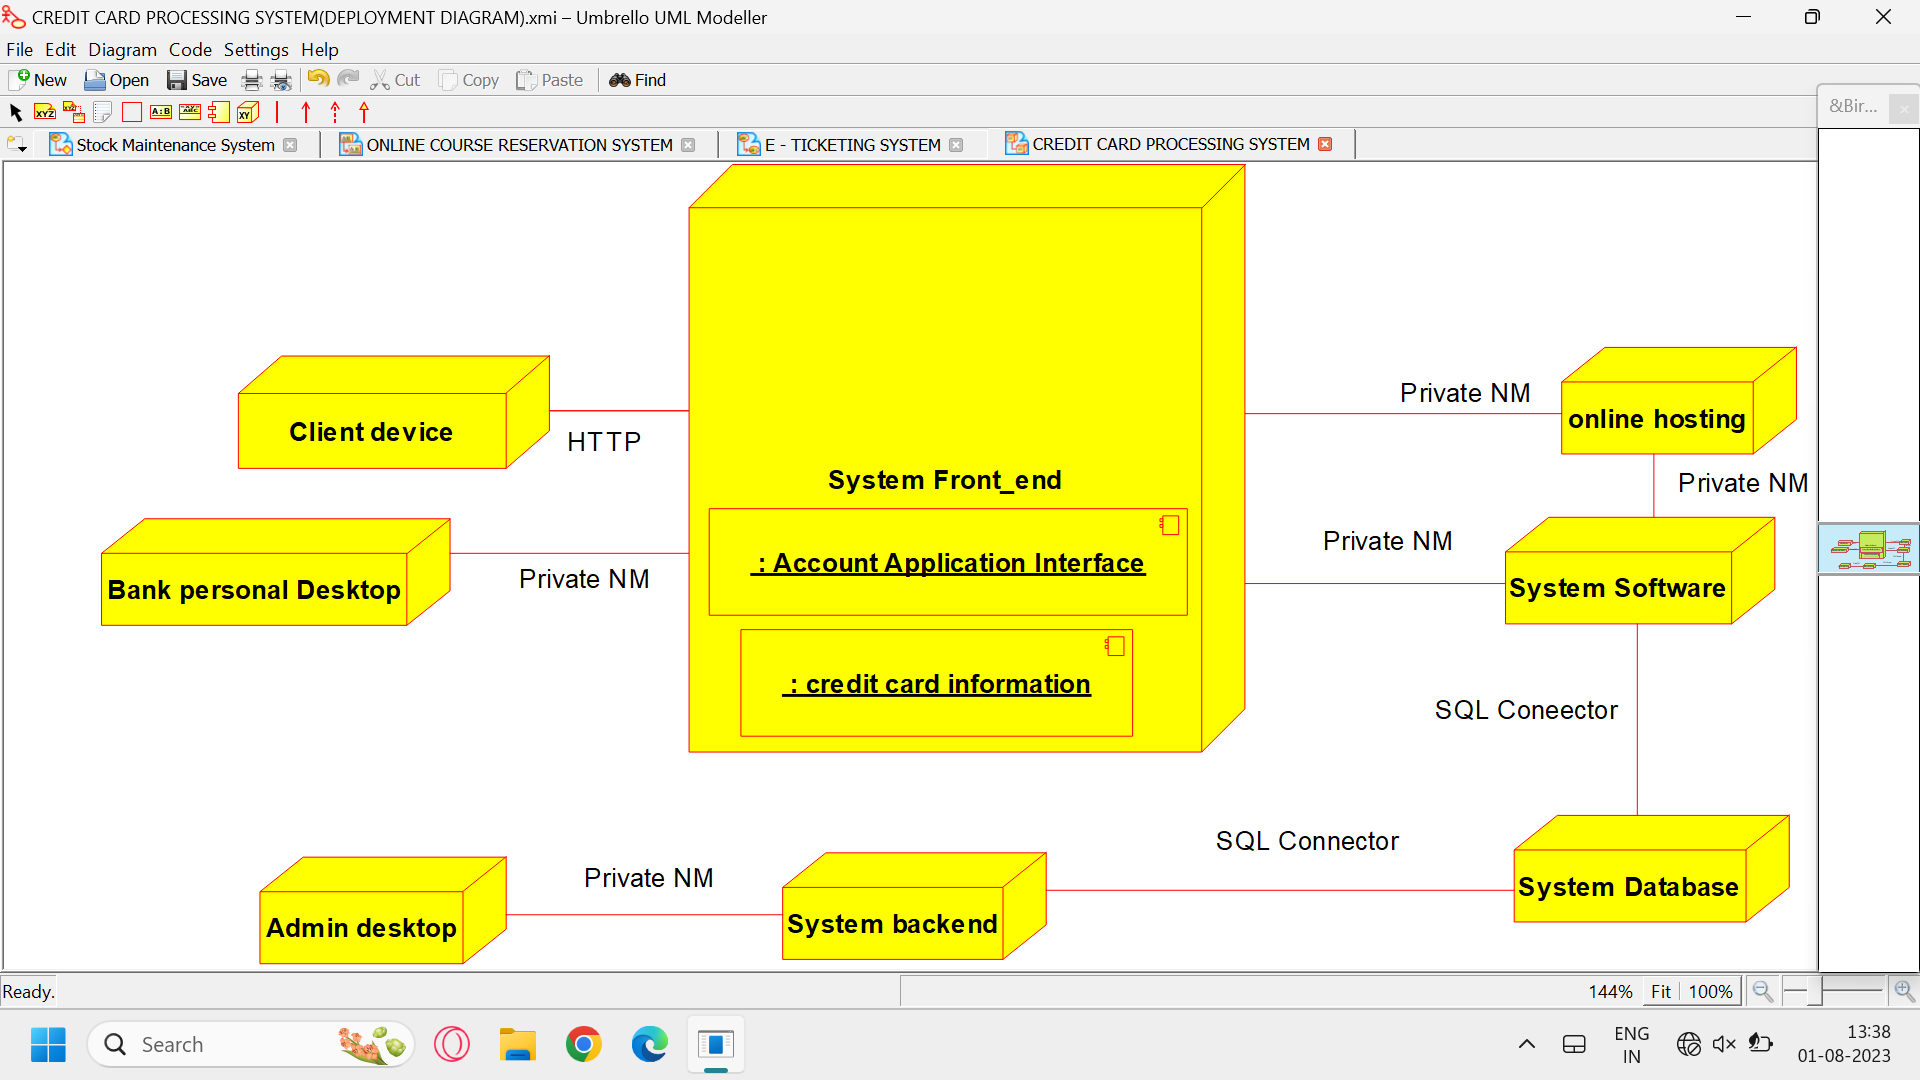 CREDIT CARD PROCESSING SYSTEM(DEPLOYMENT DIAGRAM).xmi – Umbrello UML Modeller
File Edit Diagram Code Settings Help
New Open Save Cut Copy Paste Find
XYZ XYZ A:B ABC XY
&Bir...
Stock Maintenance System ONLINE COURSE RESERVATION SYSTEM E - TICKETING SYSTEM CREDIT CARD PROCESSING SYSTEM
Client device
HTTP
Private NM
online hosting
Private NM
System Front_end
Private NM
: Account Application Interface
Bank personal Desktop
Private NM
System Software
: credit card information
SQL Coneector
SQL Connector
Private NM
Admin desktop
System backend
System Database
Ready.
144% Fit 100%
Search
ENG
IN
13:38
01-08-2023